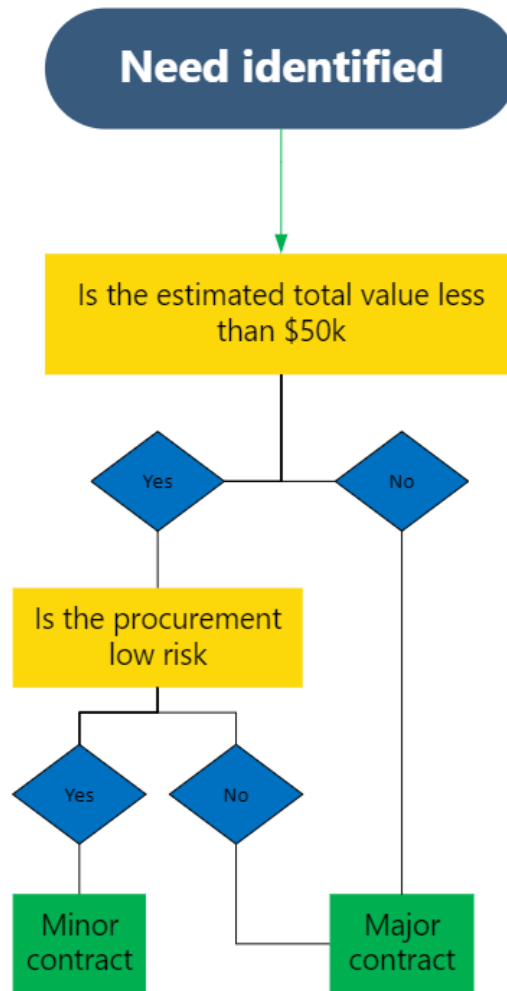 Need identified
Is the estimated total value less
than $50k
Yes
No
Is the procurement
low risk
Yes
No
Minor
contract
Major
contract